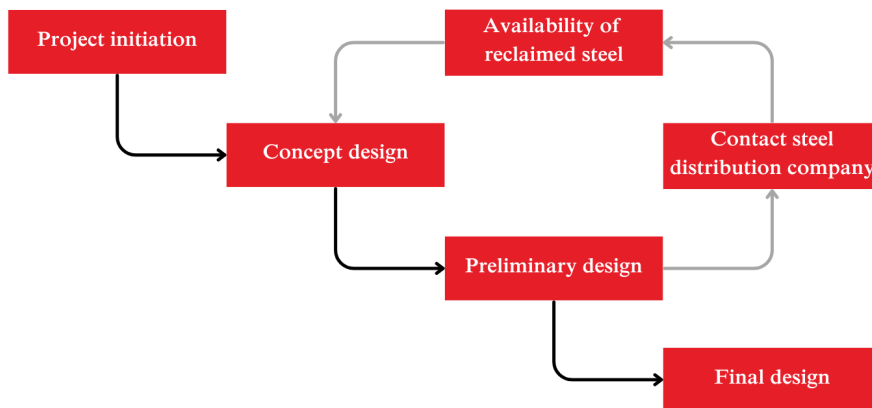 Project initiation
Availability of
reclaimed steel
Concept design
Contact steel
distribution company
Preliminary design
Final design